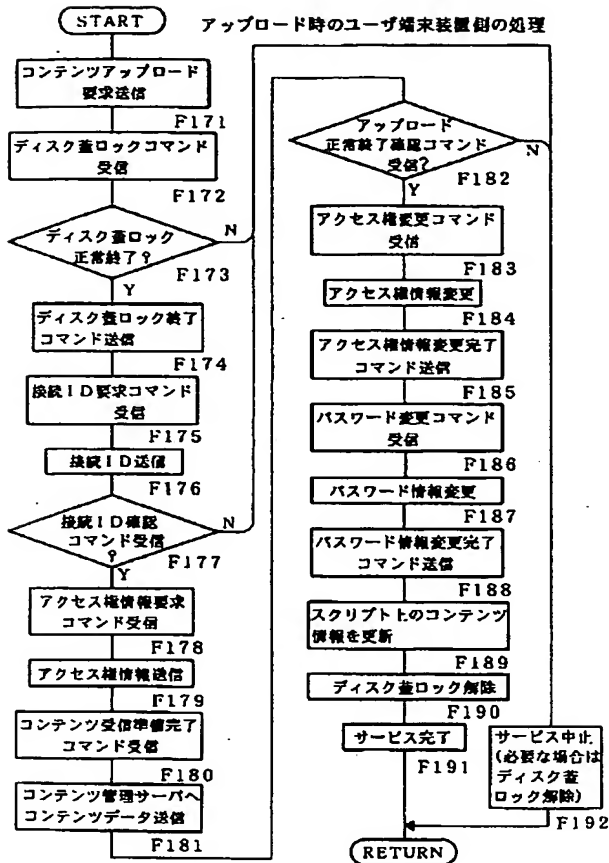 START
アップロード時のユーザ端末装置側の処理
コンテンツアップロード
要求送信
F171
ディスク蓋ロックコマンド
受信
F172
ディスク蓋ロック
正常終了?
N
F173
Y
ディスク蓋ロック終了
コマンド送信
F174
接続ID要求コマンド
受信
F175
接続ID送信
F176
接続ID確認
コマンド受信
?
N
F177
Y
アクセス権情報要求
コマンド受信
F178
アクセス権情報送信
F179
コンテンツ受信準備完了
コマンド受信
F180
コンテンツ管理サーバへ
コンテンツデータ送信
F181
アップロード
正常終了確認コマンド
受信?
N
F182
Y
アクセス権変更コマンド
受信
F183
アクセス権情報変更
F184
アクセス権情報変更完了
コマンド送信
F185
パスワード変更コマンド
受信
F186
パスワード情報変更
F187
パスワード情報変更完了
コマンド送信
F188
スクリプト上のコンテンツ
情報を更新
F189
ディスク蓋ロック解除
F190
サービス完了
F191
サービス中止
(必要な場合は
ディスク蓋
ロック解除)
F192
RETURN